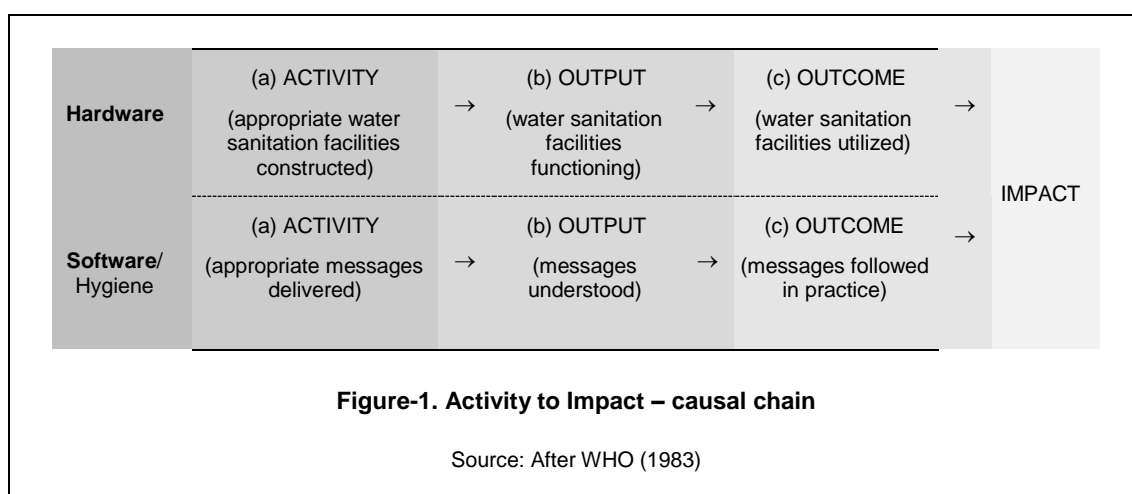 (a) ACTIVITY → (b) OUTPUT → (c) OUTCOME →
Hardware
(appropriate water
sanitation facilities
constructed)
(water sanitation
facilities
functioning)
(water sanitation
facilities utilized)
IMPACT
(a) ACTIVITY → (b) OUTPUT → (c) OUTCOME →
Software/
Hygiene
(appropriate messages
delivered)
(messages
understood)
(messages followed
in practice)
Figure-1. Activity to Impact – causal chain
Source: After WHO (1983)